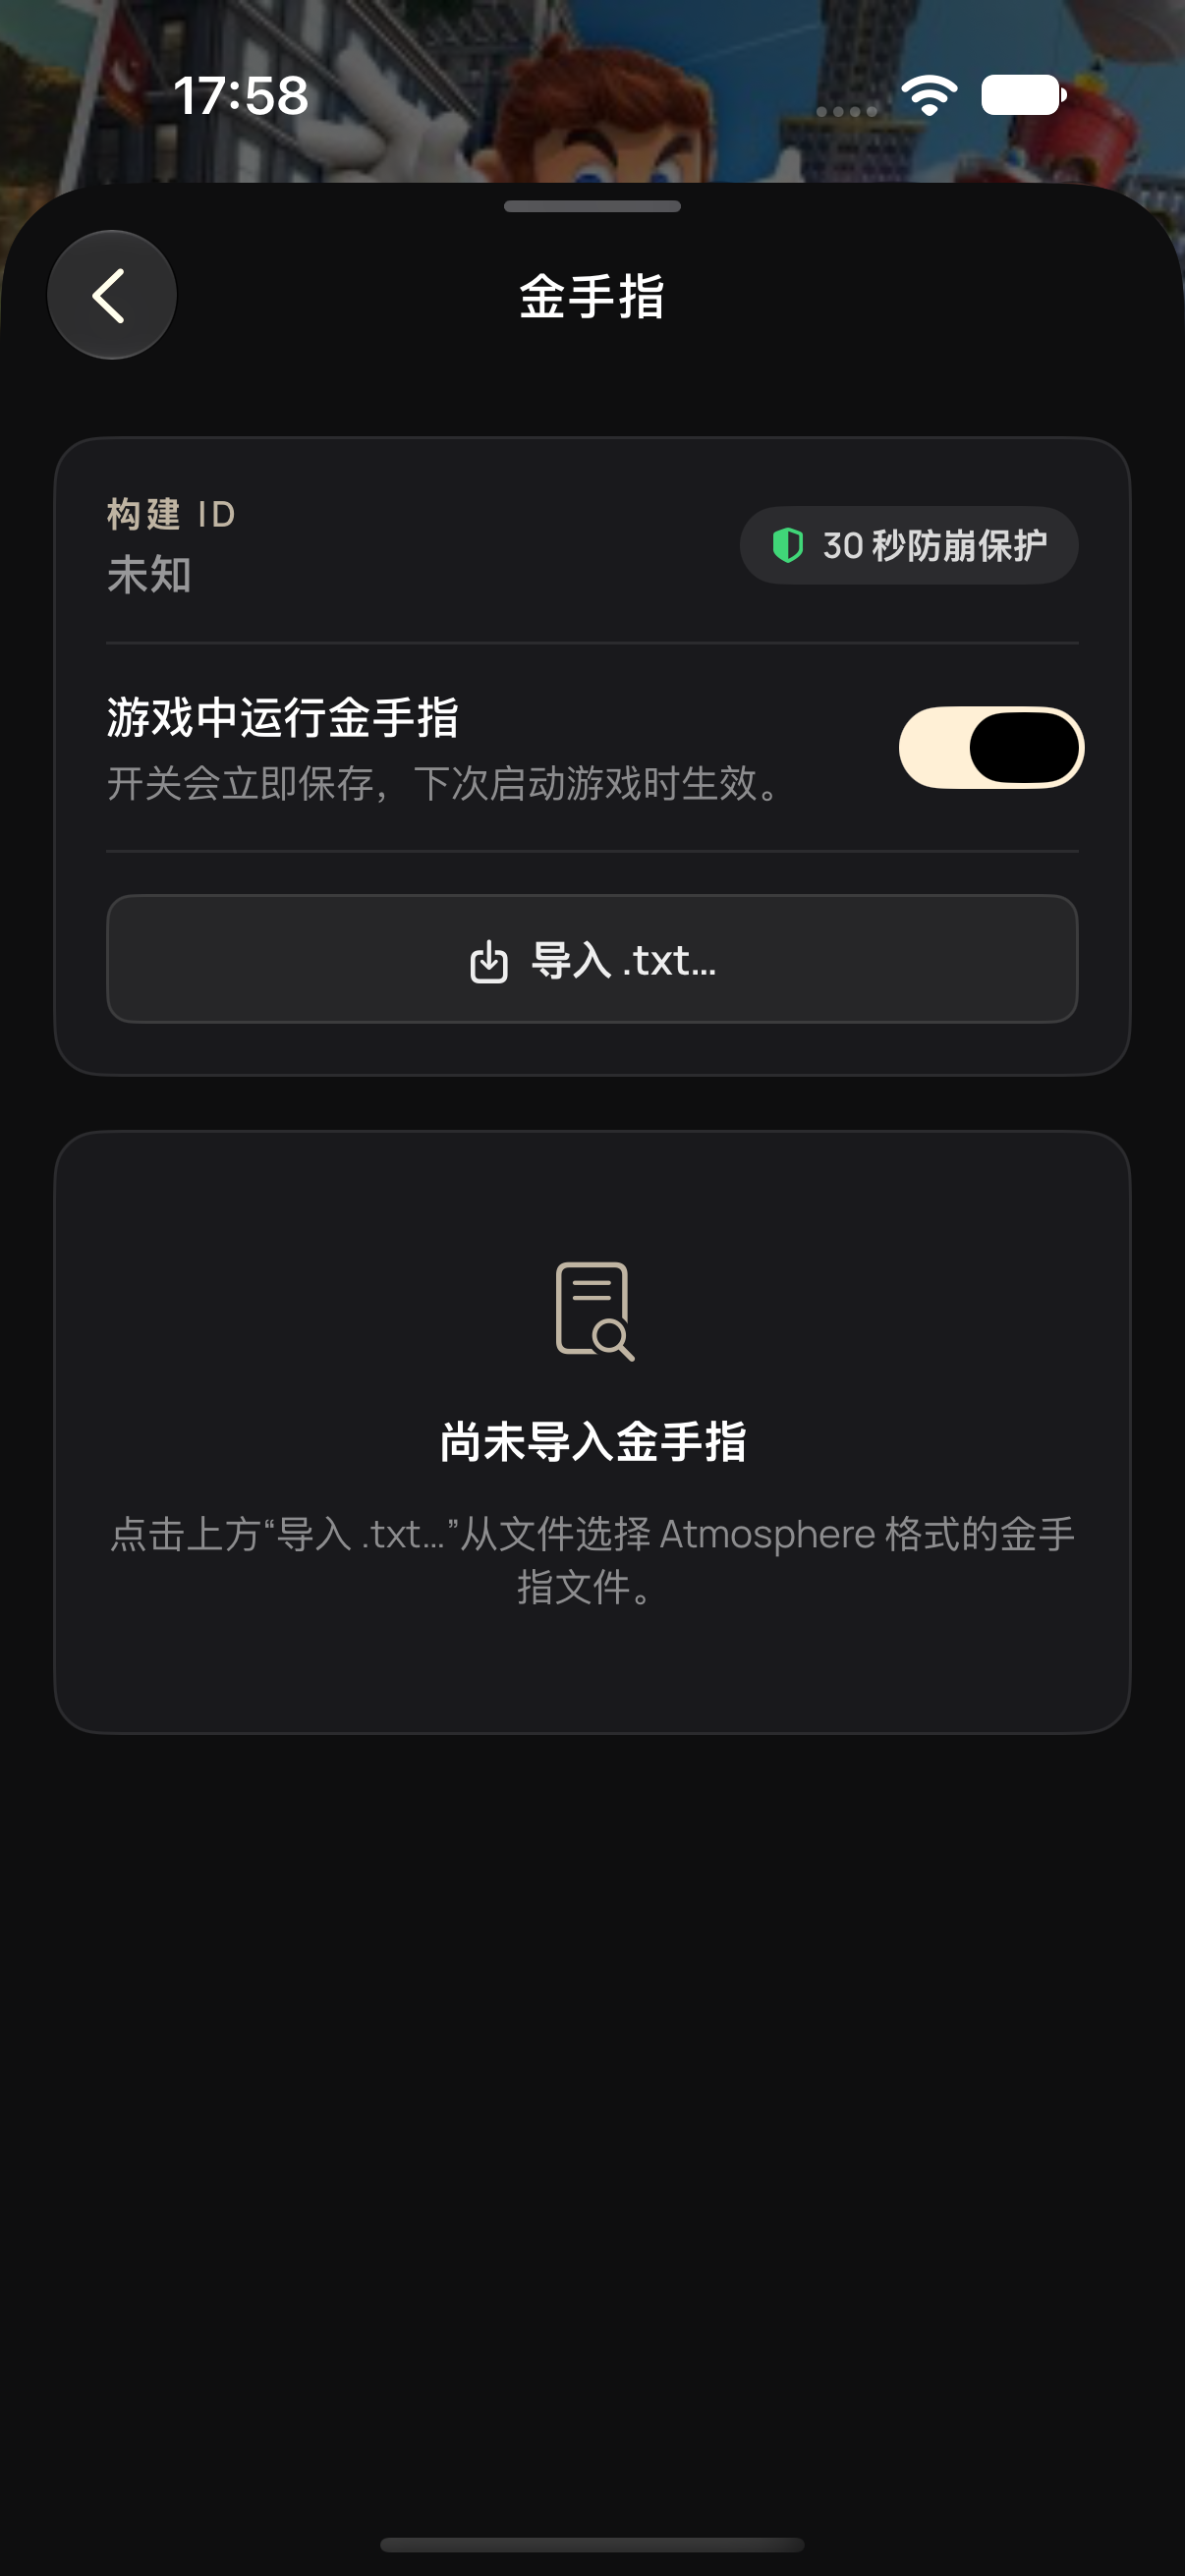 17:58
金手指
构建 ID
未知
30 秒防崩保护
游戏中运行金手指
开关会立即保存，下次启动游戏时生效。
导入 .txt...
尚未导入金手指
点击上方“导入 .txt...”从文件选择 Atmosphere 格式的金手
指文件。